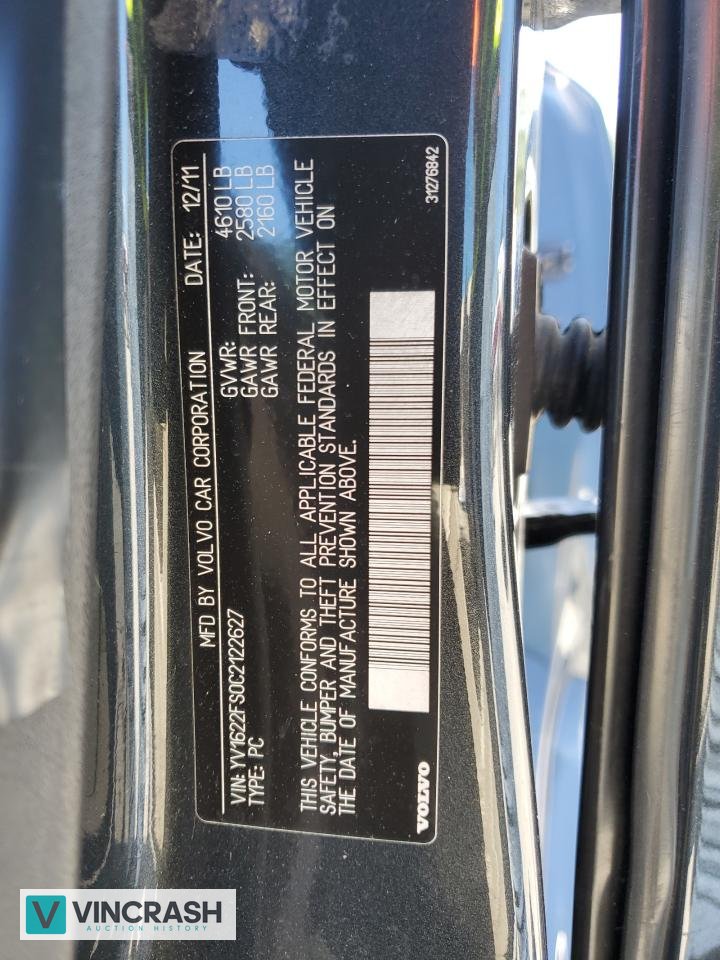 MFD BY VOLVO CAR CORPORATION DATE: 12/11
GVWR: 4610 LB
VIN: YV1622FS0C2122627 GAWR FRONT: 2580 LB
TYPE: PC GAWR REAR: 2160 LB
THIS VEHICLE CONFORMS TO ALL APPLICABLE FEDERAL MOTOR VEHICLE
SAFETY, BUMPER AND THEFT PREVENTION STANDARDS IN EFFECT ON
THE DATE OF MANUFACTURE SHOWN ABOVE.
VOLVO 31276842
V VINCRASH
AUCTION HISTORY